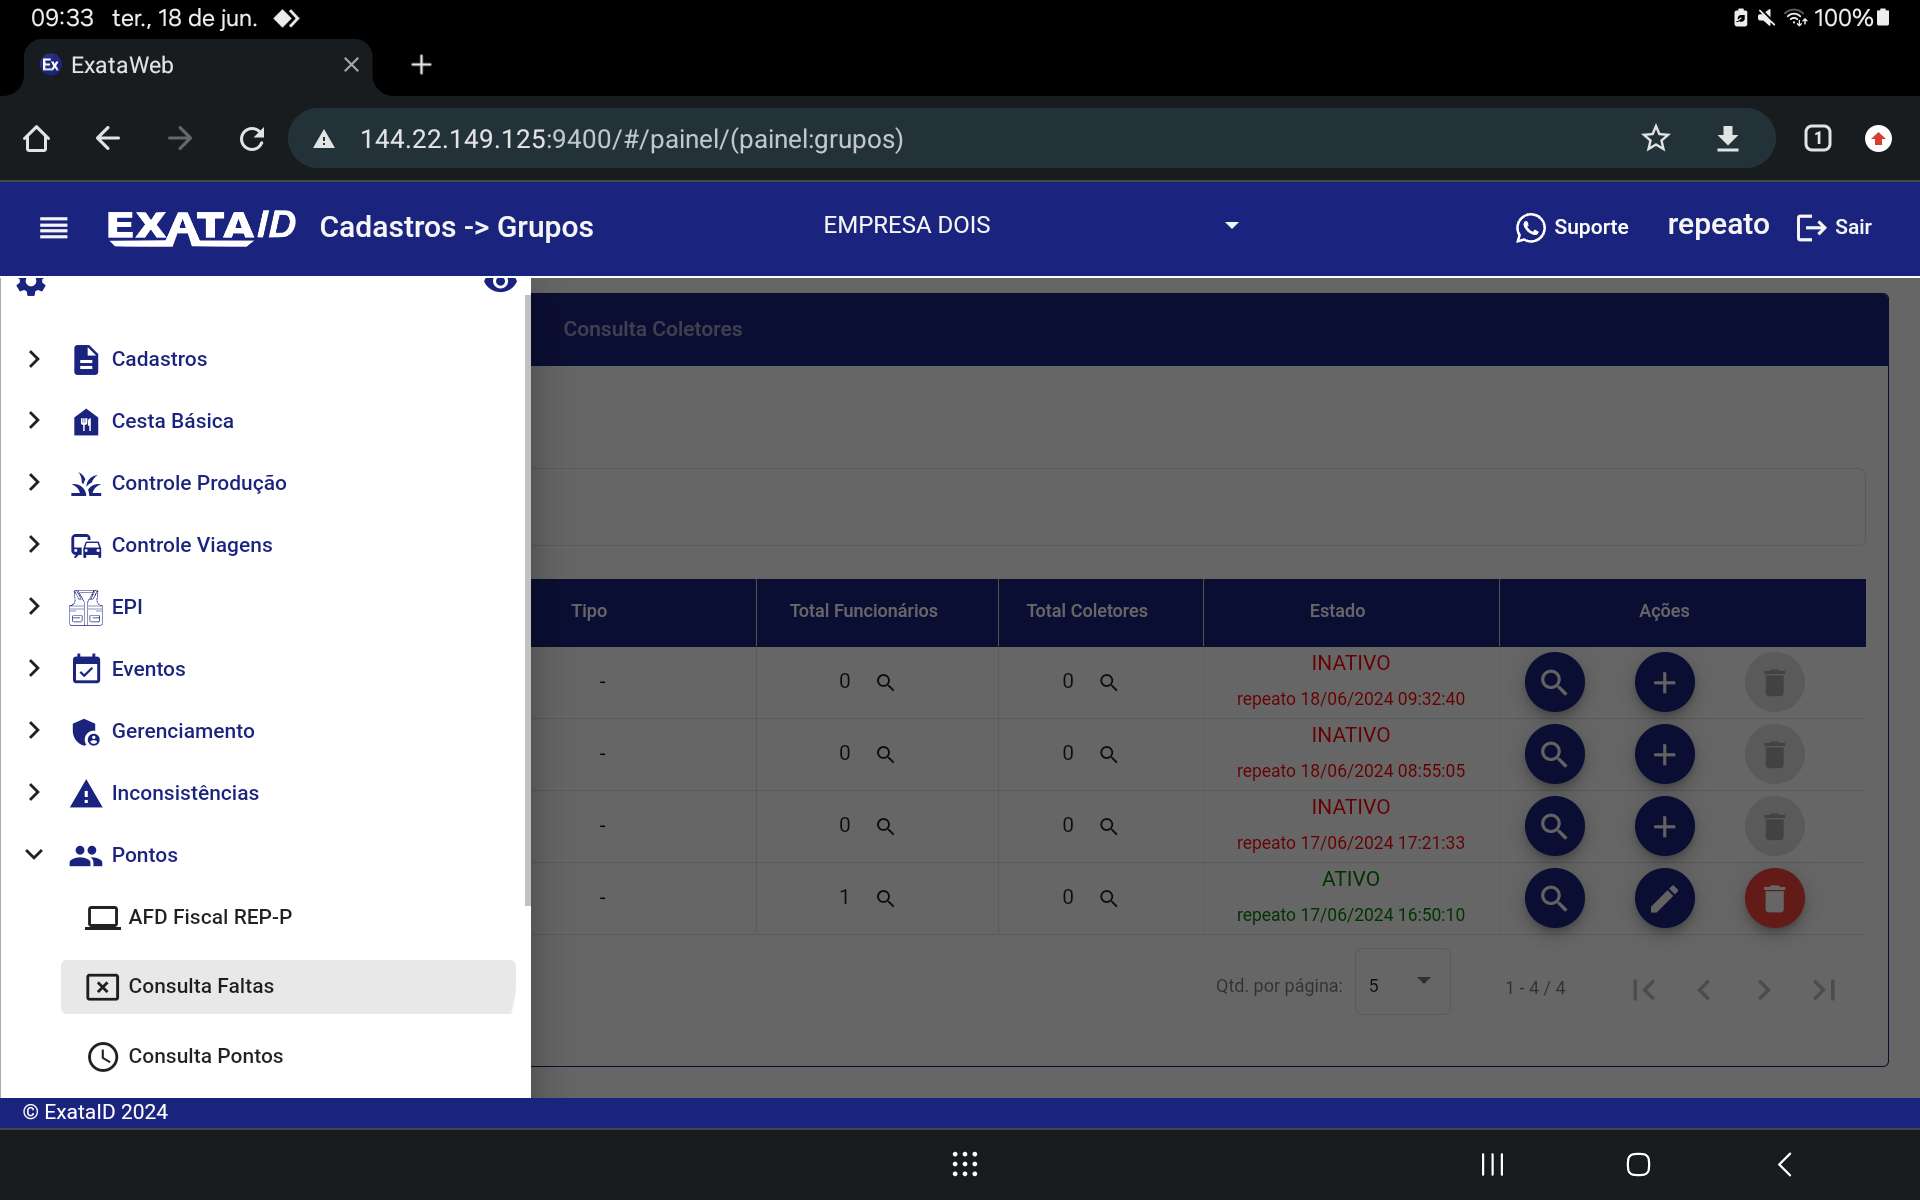 09:33 ter., 18 de jun. 100%
Ex ExataWeb
144.22.149.125:9400/#/painel/(painel:grupos) 1
EXATAID Cadastros -> Grupos EMPRESA DOIS Suporte repeato Sair
Consulta Coletores
Cadastros
Cesta Básica
Controle Produção
Controle Viagens
EPI
Eventos
Gerenciamento
Inconsistências
Pontos
AFD Fiscal REP-P
Consulta Faltas
Consulta Pontos
Tipo Total Funcionários Total Coletores Estado Ações
- 0 0 INATIVO
repeato 18/06/2024 09:32:40
- 0 0 INATIVO
repeato 18/06/2024 08:55:05
- 0 0 INATIVO
repeato 17/06/2024 17:21:33
- 1 0 ATIVO
repeato 17/06/2024 16:50:10
Qtd. por página: 5 1 - 4 / 4
© ExataID 2024